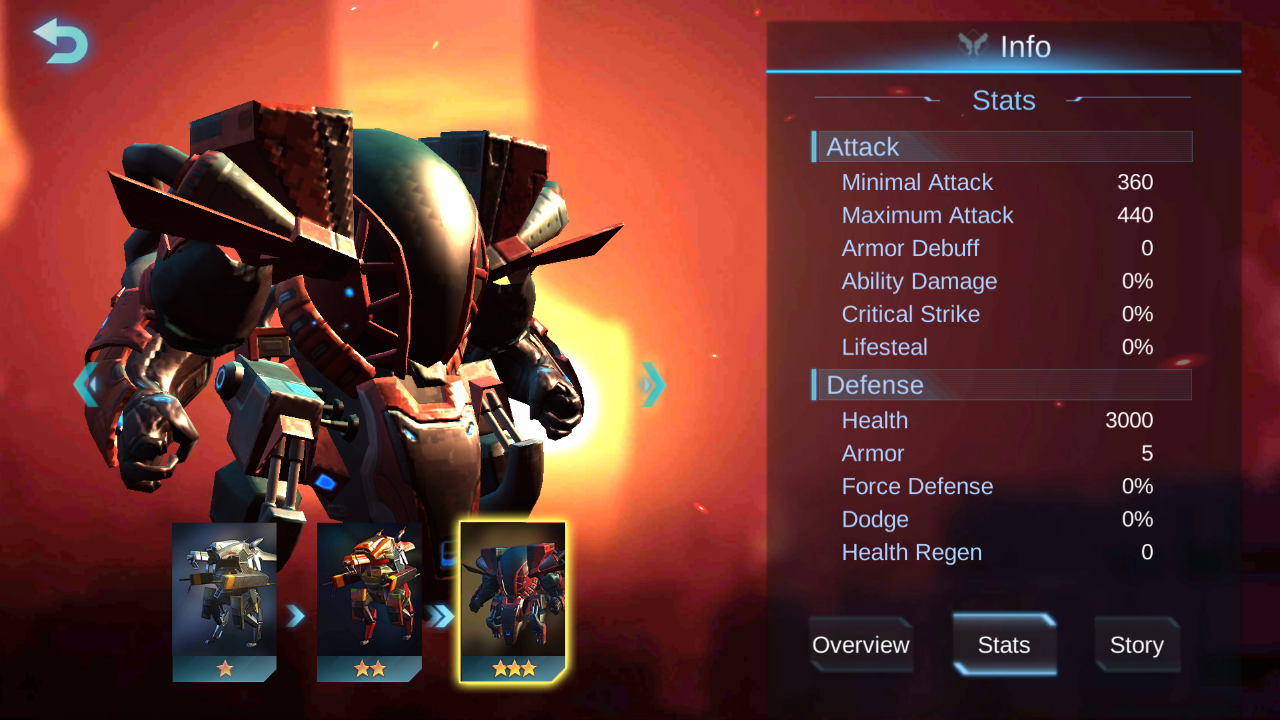 Info
Stats
Attack
Minimal Attack 360
Maximum Attack 440
Armor Debuff 0
Ability Damage 0%
Critical Strike 0%
Lifesteal 0%
Defense
Health 3000
Armor 5
Force Defense 0%
Dodge 0%
Health Regen 0
Overview Stats Story